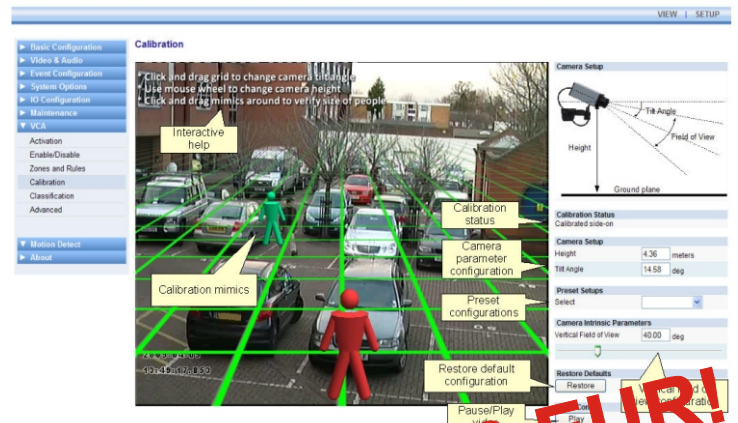 VIEW | SETUP
Basic Configuration
Video & Audio
Event Configuration
System Options
IO Configuration
Maintenance
VCA
Activation
Enable/Disable
Zones and Rules
Calibration
Classification
Advanced
Motion Detect
About
Calibration
* Click and drag grid to change camera tilt angle
* Use mouse wheel to change camera height
* Click and drag mimics around to verify size of people
Interactive
help
Calibration mimics
Calibration
status
Camera
parameter
configuration
Preset
configurations
Restore default
configuration
Pause/Play
Camera Setup
Tilt Angle
Field of View
Height
Ground plane
Calibration Status
Calibrated side-on
Camera Setup
Height 4.36 meters
Tilt Angle 14.58 deg
Preset Setups
Select
Camera Intrinsic Parameters
Vertical Field of View 40.00 deg
Restore Defaults
Restore
Play